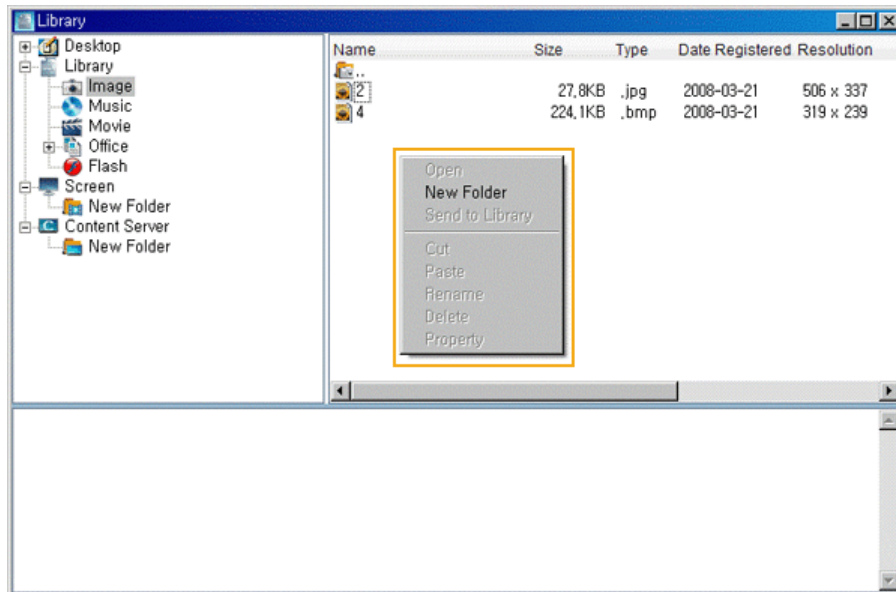 Library
Desktop
Library
Image
Music
Movie
Office
Flash
Screen
New Folder
Content Server
New Folder
Name Size Type Date Registered Resolution
..
2 27,8KB .jpg 2008-03-21 506 x 337
4 224,1KB .bmp 2008-03-21 319 x 239
Open
New Folder
Send to Library
Cut
Paste
Rename
Delete
Property